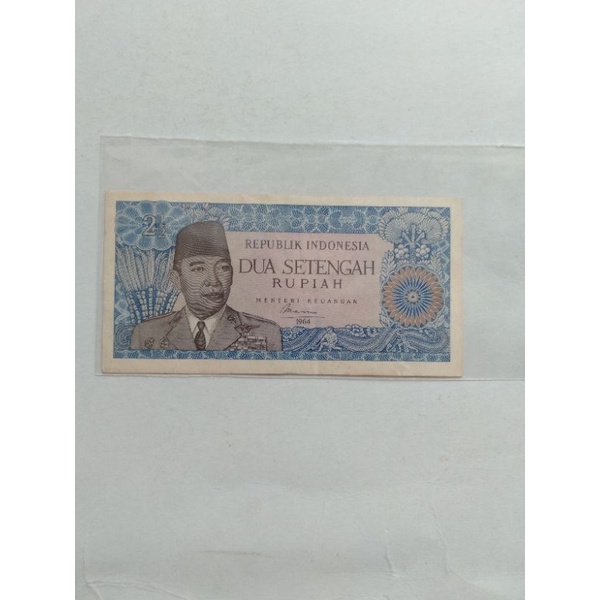 2½
REPUBLIK INDONESIA
DUA SETENGAH
RUPIAH
MENTERI KEUANGAN
1964